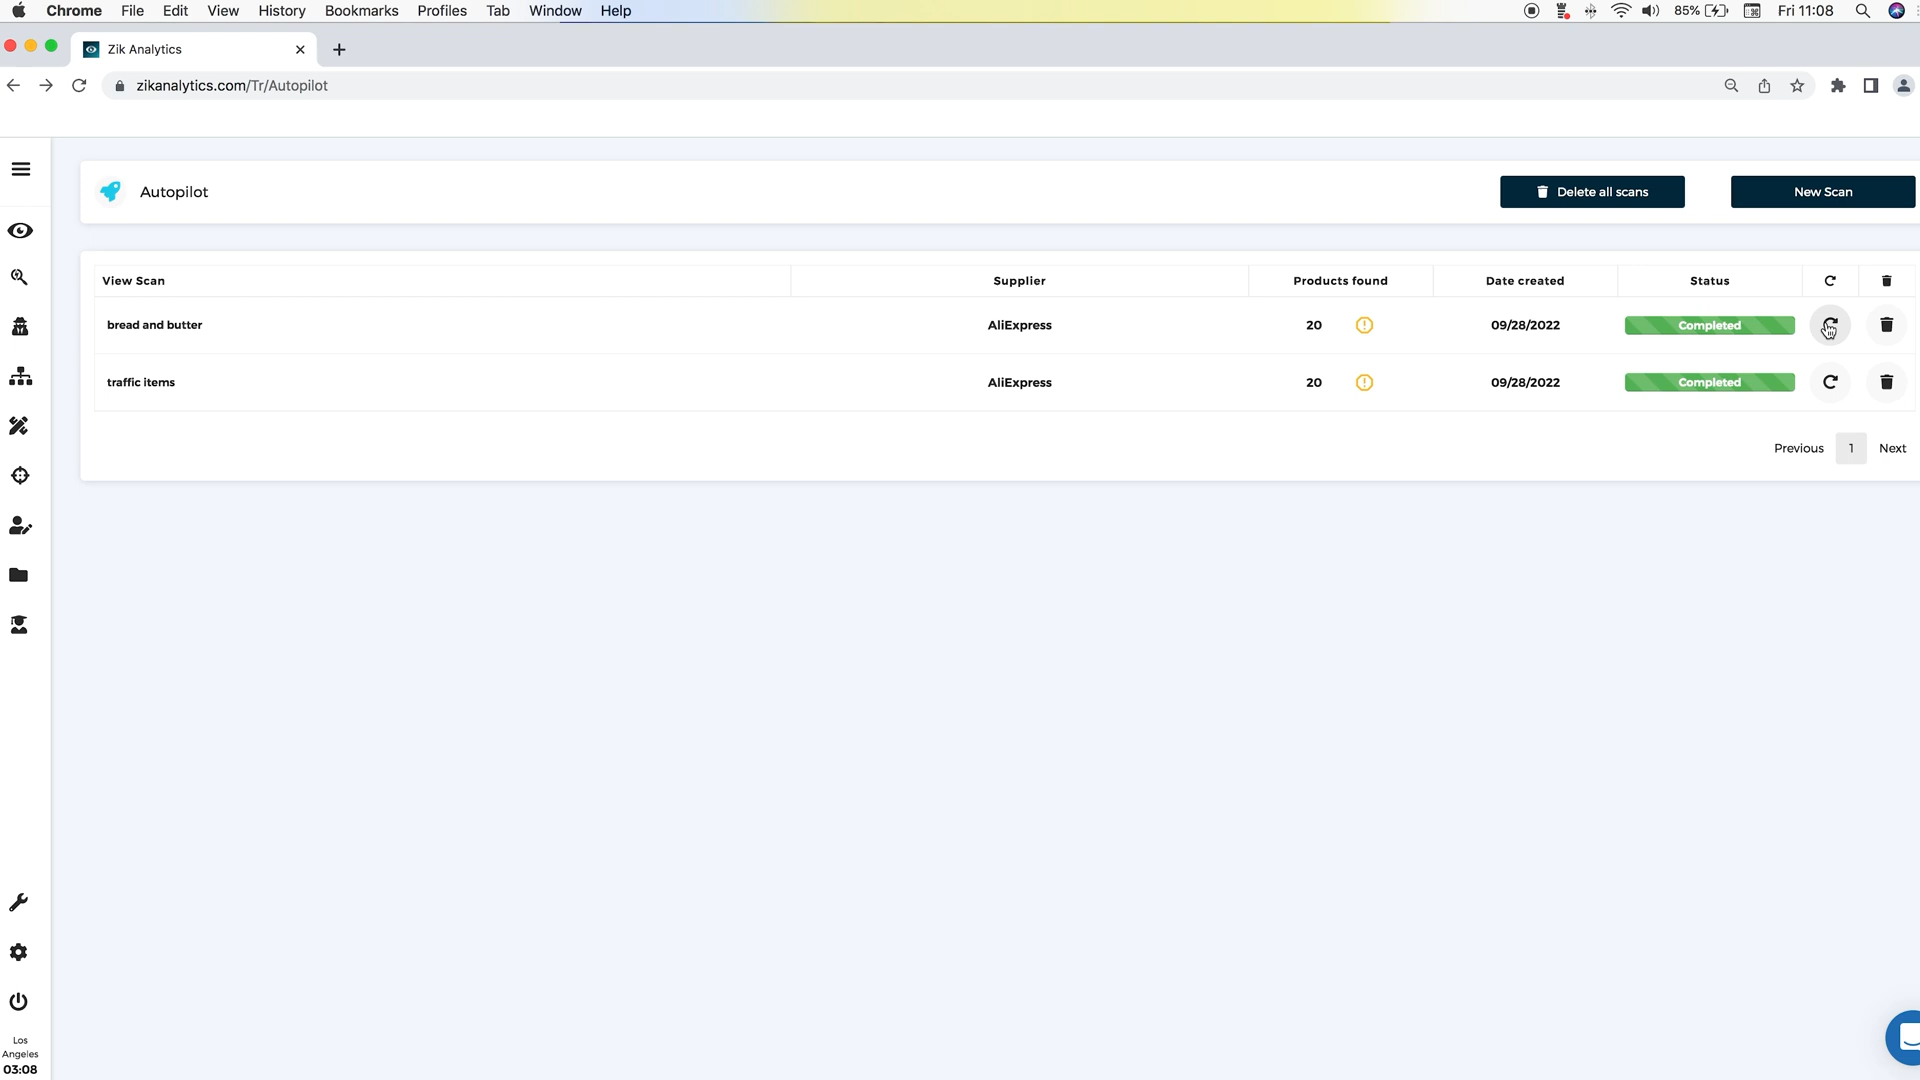 Chrome File Edit View History Bookmarks Profiles Tab Window Help 85% Fri 11:08
Zik Analytics
zikanalytics.com/Tr/Autopilot
Autopilot Delete all scans New Scan
View Scan Supplier Products found Date created Status
bread and butter AliExpress 20 09/28/2022 Completed
traffic items AliExpress 20 09/28/2022 Completed
Previous 1 Next
Los
Angeles
03:08